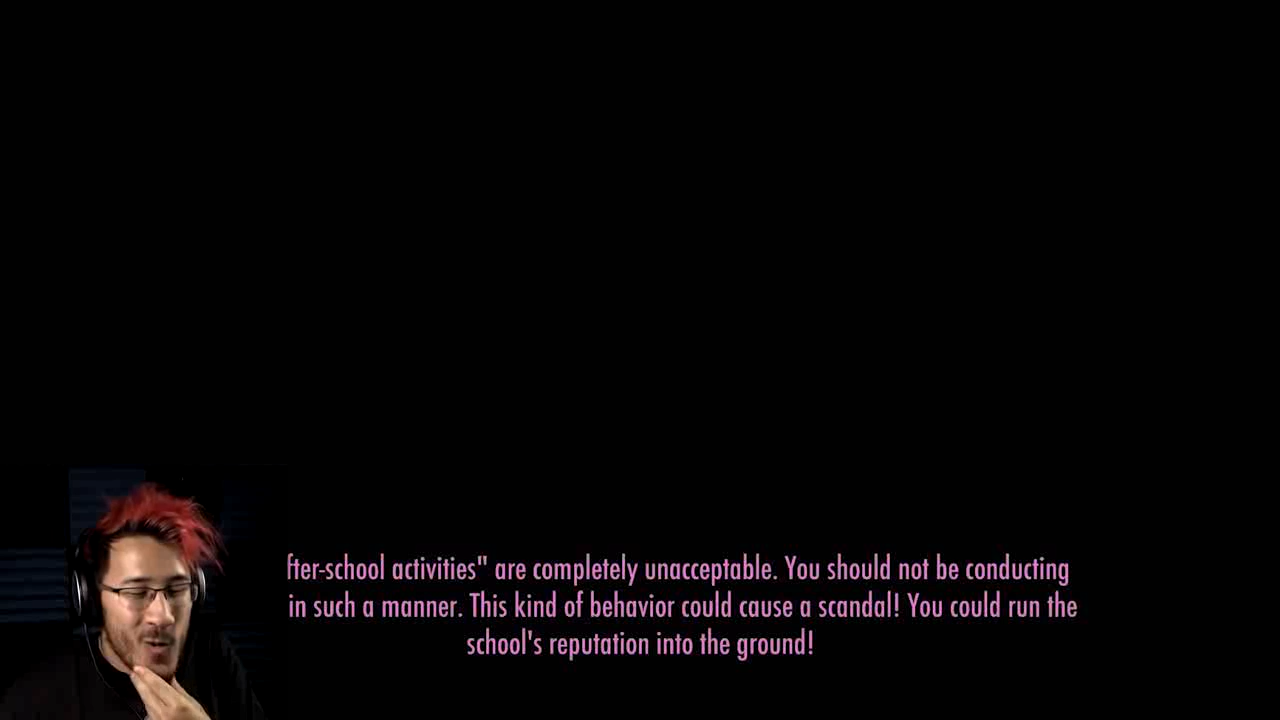 fter-school activities" are completely unacceptable. You should not be conducting
in such a manner. This kind of behavior could cause a scandal! You could run the
school's reputation into the ground!